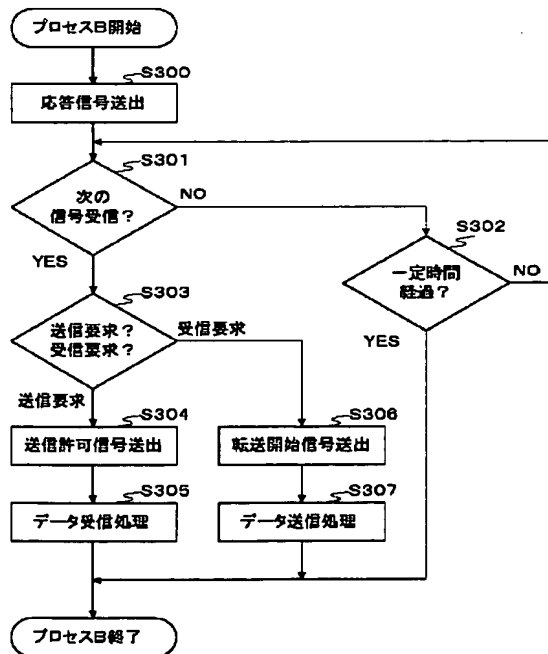 プロセスB開始
S300
応答信号送出
S301
次の
信号受信？
NO
YES
S302
一定時間
経過？
NO
YES
S303
送信要求？
受信要求？
受信要求
送信要求
S304
送信許可信号送出
S306
転送開始信号送出
S305
データ受信処理
S307
データ送信処理
プロセスB終了